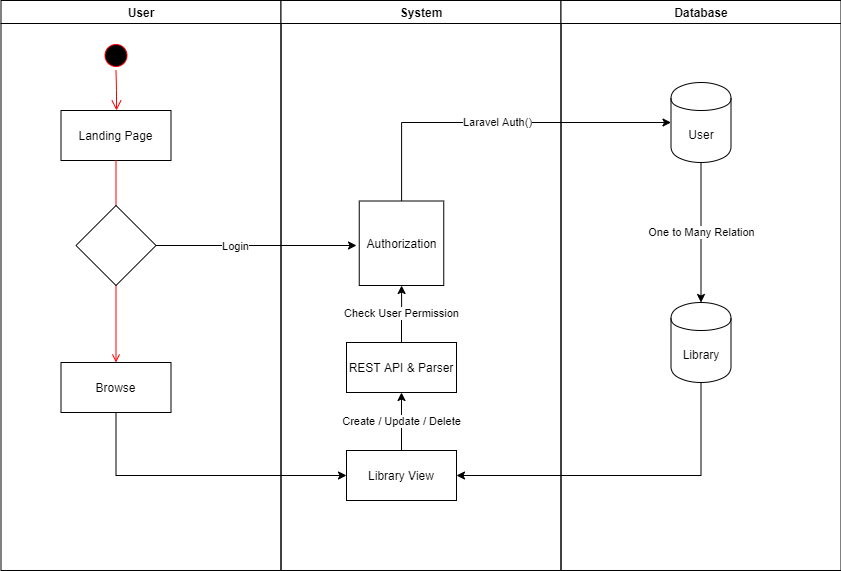 User
System
Database
Landing Page
Laravel Auth()
User
Login
Authorization
One to Many Relation
Check User Permission
Library
REST API & Parser
Browse
Create / Update / Delete
Library View